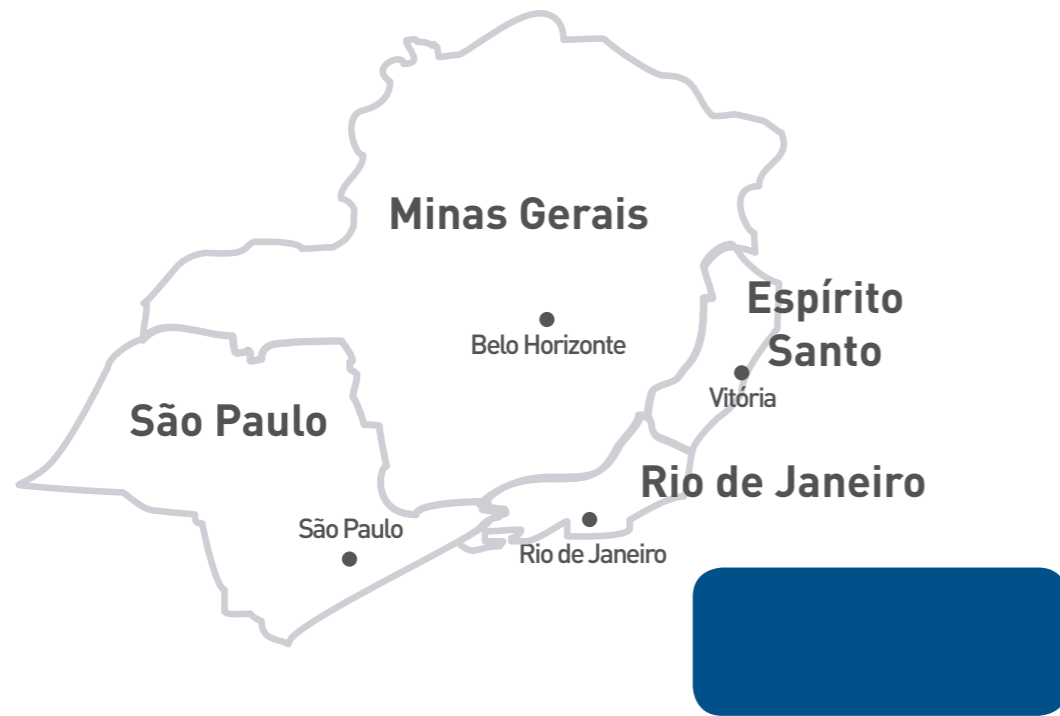 Minas Gerais
Espírito
Santo
Belo Horizonte
Vitória
São Paulo
Rio de Janeiro
São Paulo
Rio de Janeiro